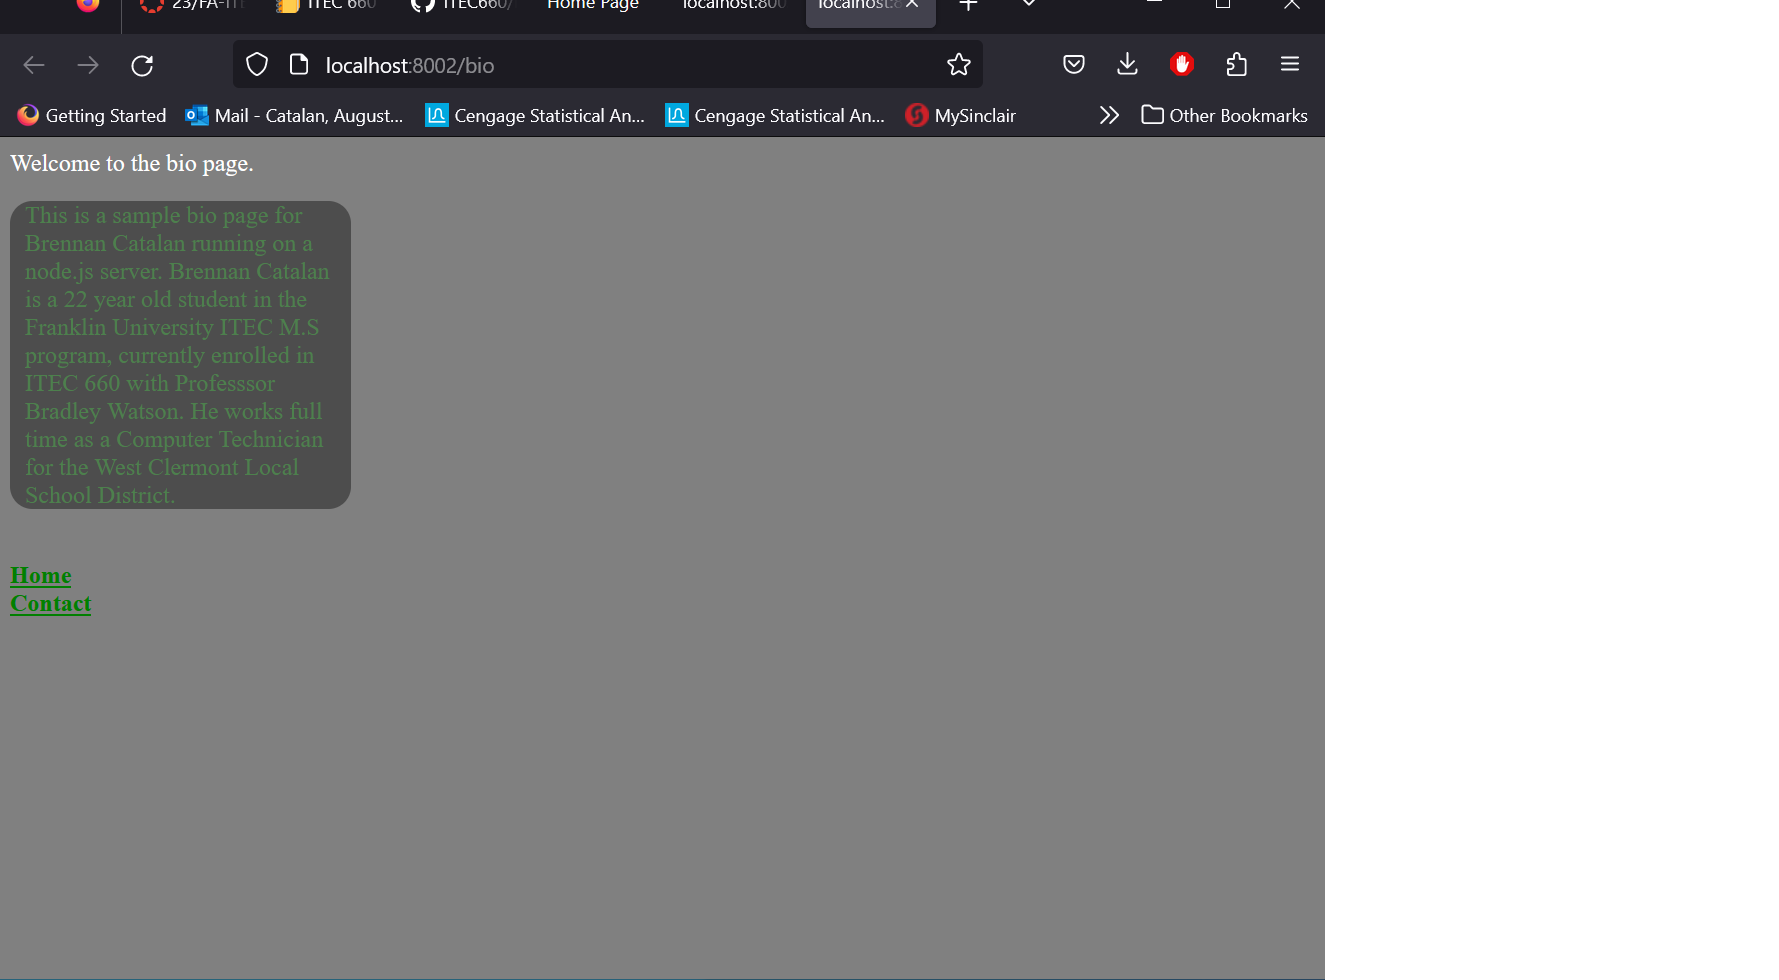 23/FA-ITE
ITEC 660
ITEC660/
Home Page
localhost:800
localhost:8
localhost:8002/bio
Getting Started
Mail - Catalan, August...
Cengage Statistical An...
Cengage Statistical An...
MySinclair
Other Bookmarks
Welcome to the bio page.
This is a sample bio page for
Brennan Catalan running on a
node.js server. Brennan Catalan
is a 22 year old student in the
Franklin University ITEC M.S
program, currently enrolled in
ITEC 660 with Professsor
Bradley Watson. He works full
time as a Computer Technician
for the West Clermont Local
School District.
Home
Contact